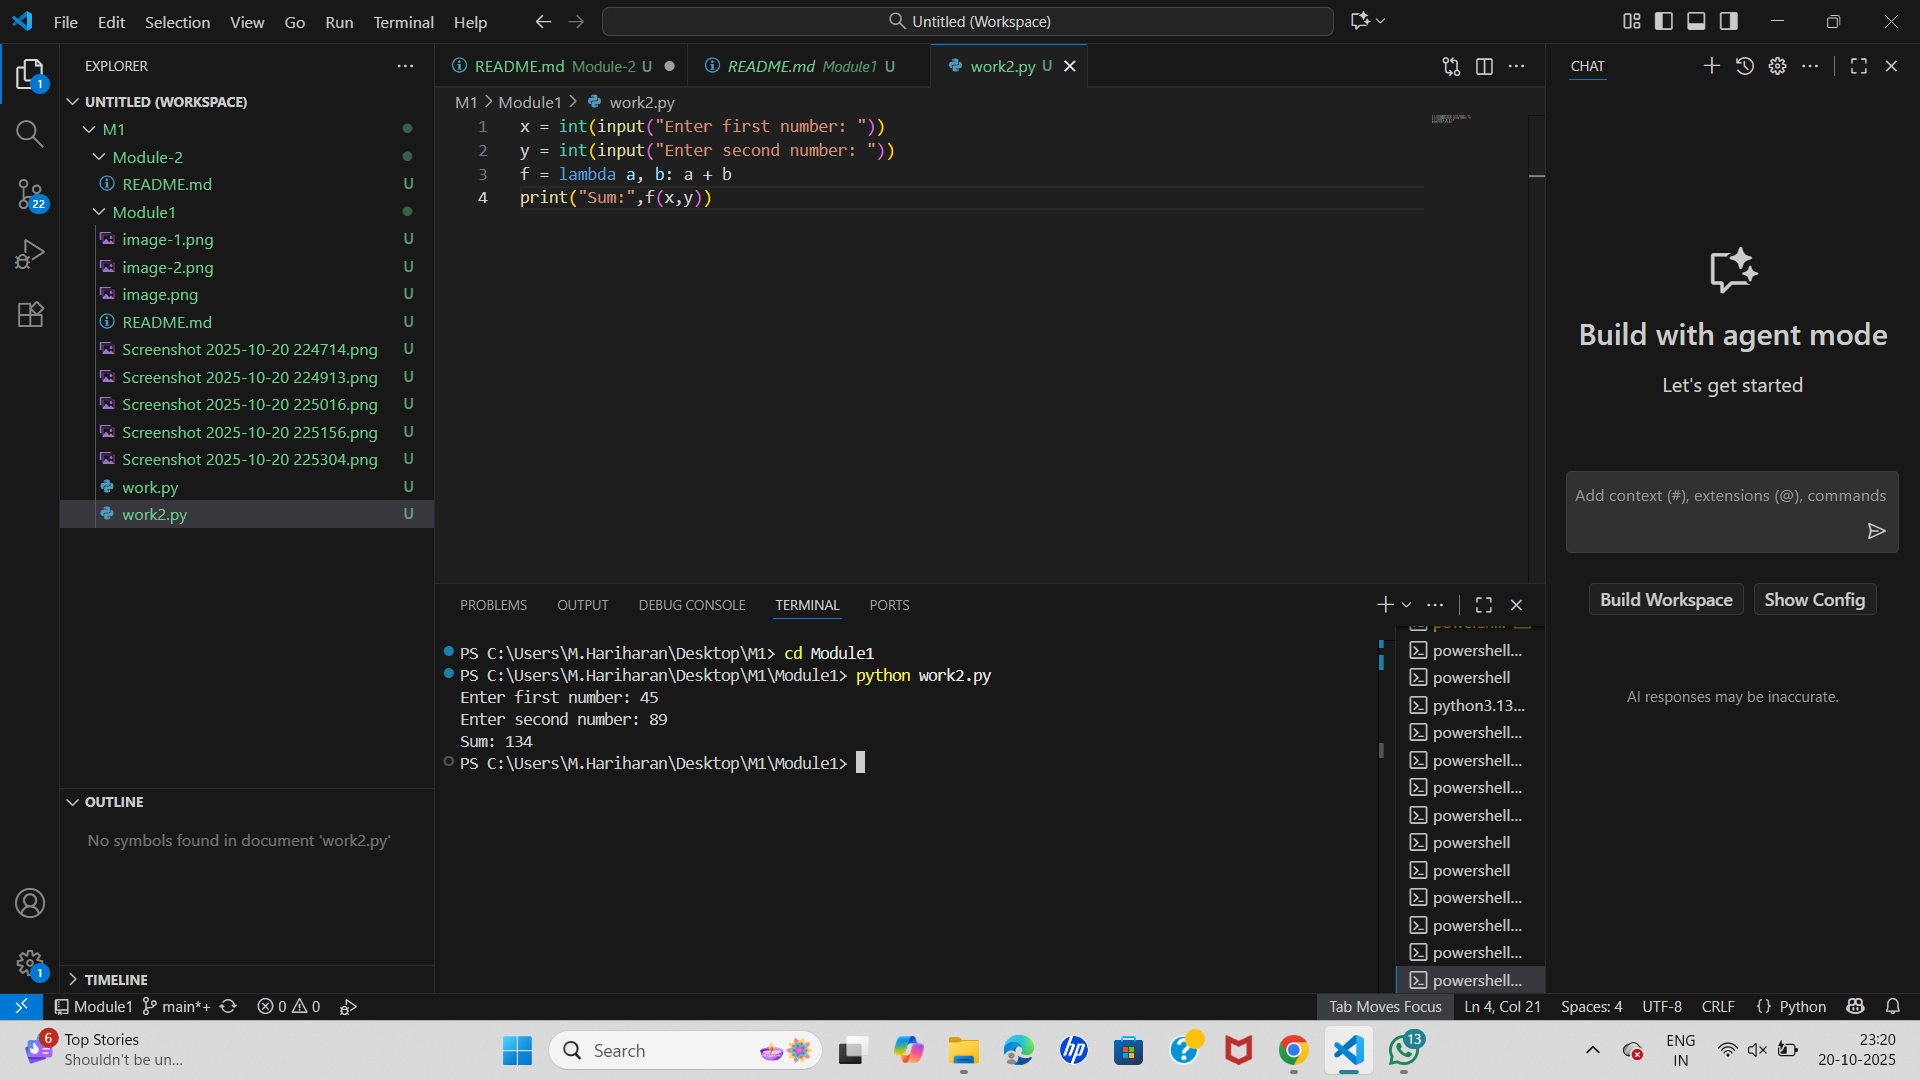 File Edit Selection View Go Run Terminal Help
Untitled (Workspace)
EXPLORER
UNTITLED (WORKSPACE)
M1
Module-2
README.md U
Module1
image-1.png U
image-2.png U
image.png U
README.md U
Screenshot 2025-10-20 224714.png U
Screenshot 2025-10-20 224913.png U
Screenshot 2025-10-20 225016.png U
Screenshot 2025-10-20 225156.png U
Screenshot 2025-10-20 225304.png U
work.py U
work2.py U
1
22
1
OUTLINE
No symbols found in document 'work2.py'
TIMELINE
README.md Module-2 U
README.md Module1 U
work2.py U
M1 > Module1 > work2.py
1 x = int(input("Enter first number: "))
2 y = int(input("Enter second number: "))
3 f = lambda a, b: a + b
4 print("Sum:",f(x,y))
PROBLEMS OUTPUT DEBUG CONSOLE TERMINAL PORTS
PS C:\Users\M.Hariharan\Desktop\M1> cd Module1
PS C:\Users\M.Hariharan\Desktop\M1\Module1> python work2.py
Enter first number: 45
Enter second number: 89
Sum: 134
PS C:\Users\M.Hariharan\Desktop\M1\Module1>
powershell...
powershell
python3.13...
powershell...
powershell...
powershell...
powershell...
powershell
powershell
powershell...
powershell...
powershell...
powershell...
CHAT
Build with agent mode
Let's get started
Add context (#), extensions (@), commands
Build Workspace Show Config
AI responses may be inaccurate.
Module1 main*+ 0 0
Tab Moves Focus Ln 4, Col 21 Spaces: 4 UTF-8 CRLF {} Python
6
Top Stories
Shouldn't be un...
Search
hp
13
ENG
IN
23:20
20-10-2025